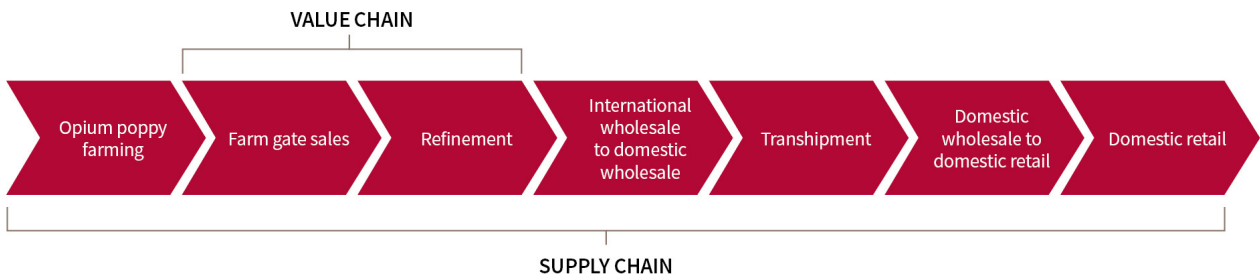 VALUE CHAIN
Opium poppy
farming
Farm gate sales
Refinement
International
wholesale
to domestic
wholesale
Transhipment
Domestic
wholesale to
domestic retail
Domestic retail
SUPPLY CHAIN